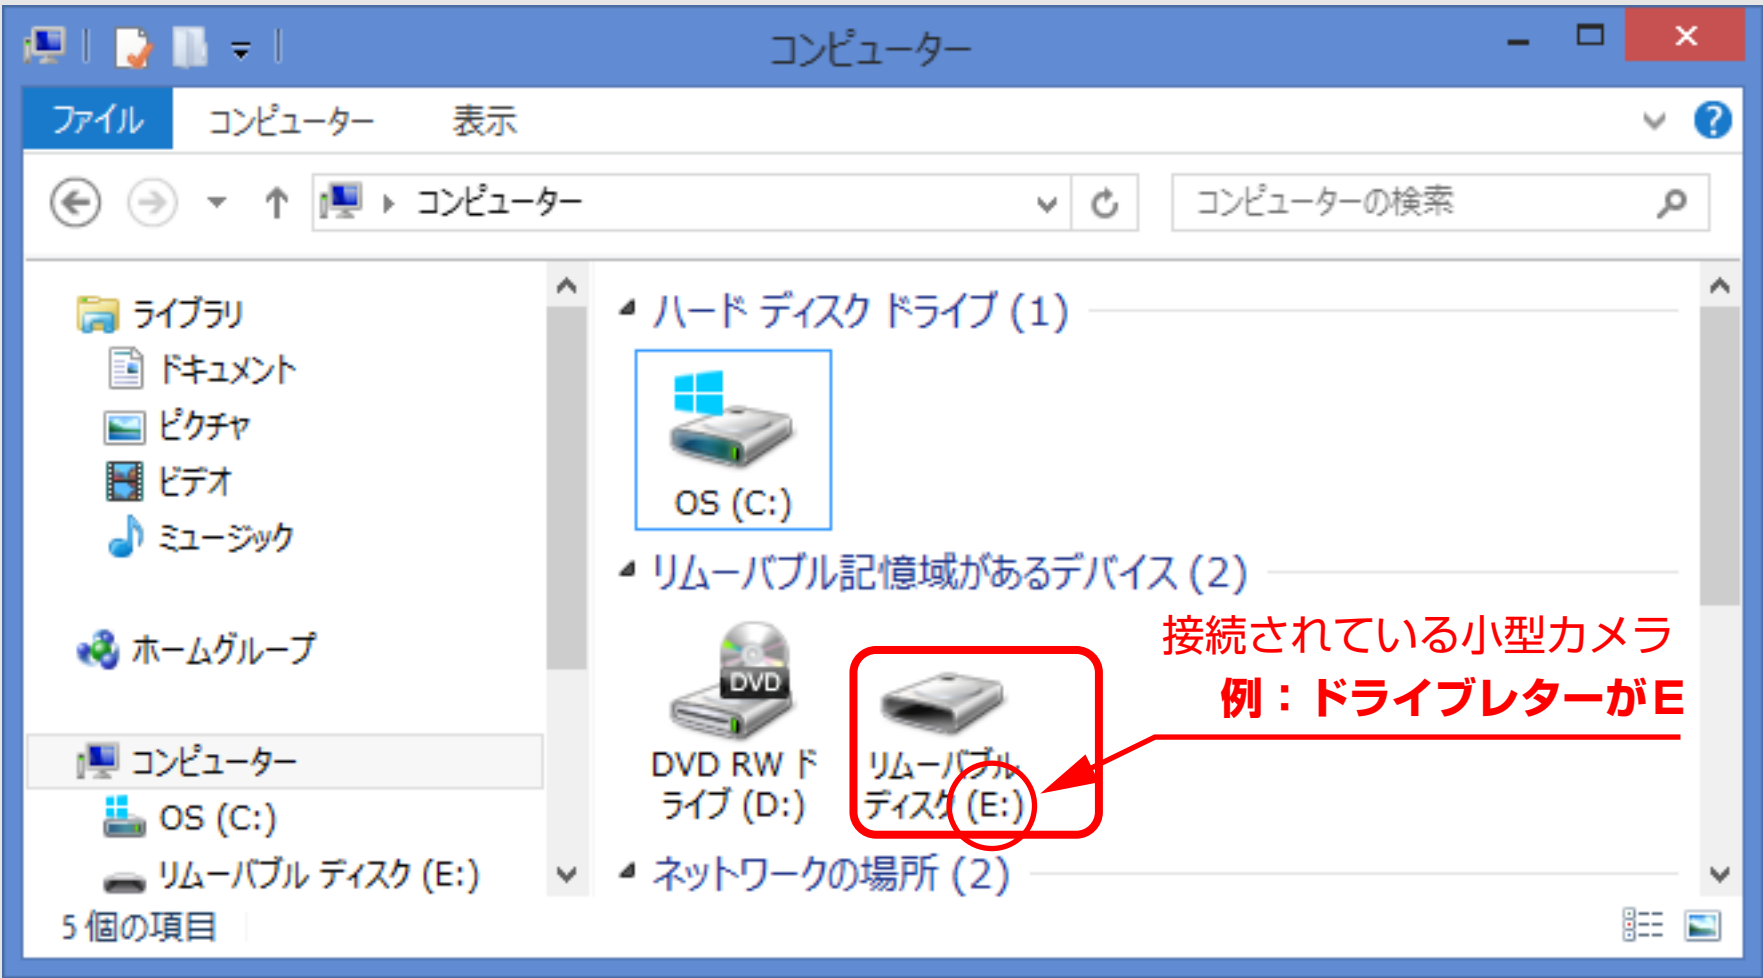 コンピューター
ファイル
コンピューター
表示
コンピューター
コンピューターの検索
ライブラリ
ドキュメント
ピクチャ
ビデオ
ミュージック
ホームグループ
コンピューター
OS (C:)
リムーバブル ディスク (E:)
ハード ディスク ドライブ (1)
OS (C:)
リムーバブル記憶域があるデバイス (2)
接続されている小型カメラ
例：ドライブレターがE
DVD
DVD RW ド
ライブ (D:)
リムーバブル
ディスク (E:)
ネットワークの場所 (2)
5 個の項目